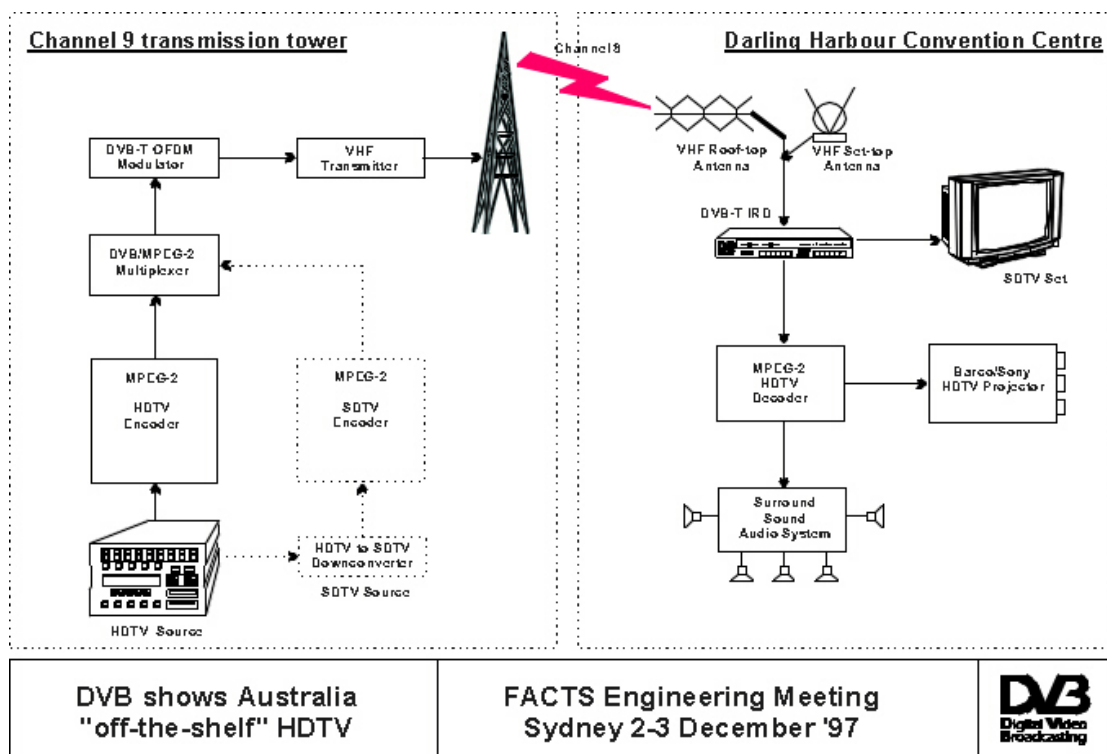 Channel 9 transmission tower
Channel 8
DVB-T OFDM
Modulator
VHF
Transmitter
DVB/MPEG-2
Multiplexer
MPEG-2
HDTV
Encoder
MPEG-2
SDTV
Encoder
HDTV to SDTV
Downconverter
SDTV Source
HDTV Source
Darling Harbour Convention Centre
VHF Roof-top
Antenna
VHF Set-top
Antenna
DVB-T IRD
DVB
SDTV Set
MPEG-2
HDTV
Decoder
Barco/Sony
HDTV Projector
Surround
Sound
Audio System
DVB shows Australia
"off-the-shelf" HDTV
FACTS Engineering Meeting
Sydney 2-3 December '97
DVB
Digital Video
Broadcasting